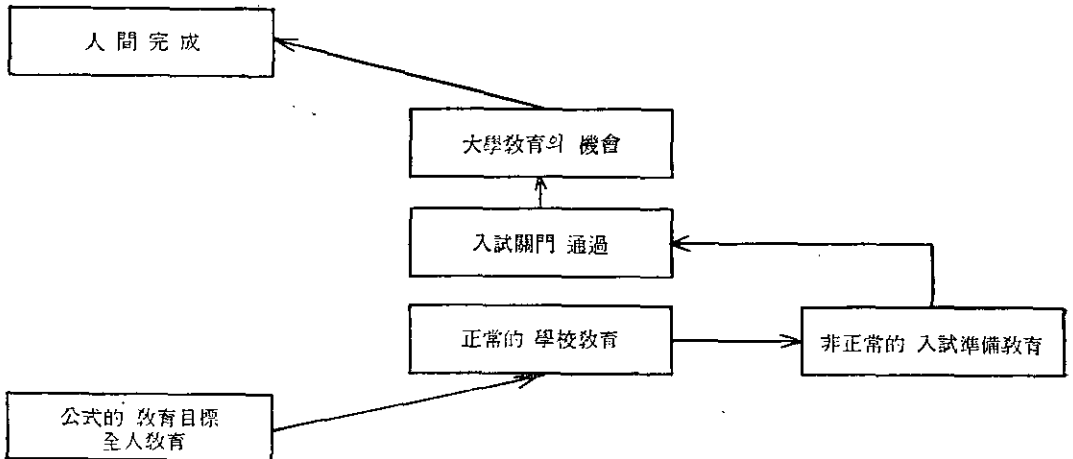 人間完成
大學敎育의 機會
入試關門 通過
正常的 學校敎育
非正常的 入試準備敎育
公式的 敎育目標
全人敎育